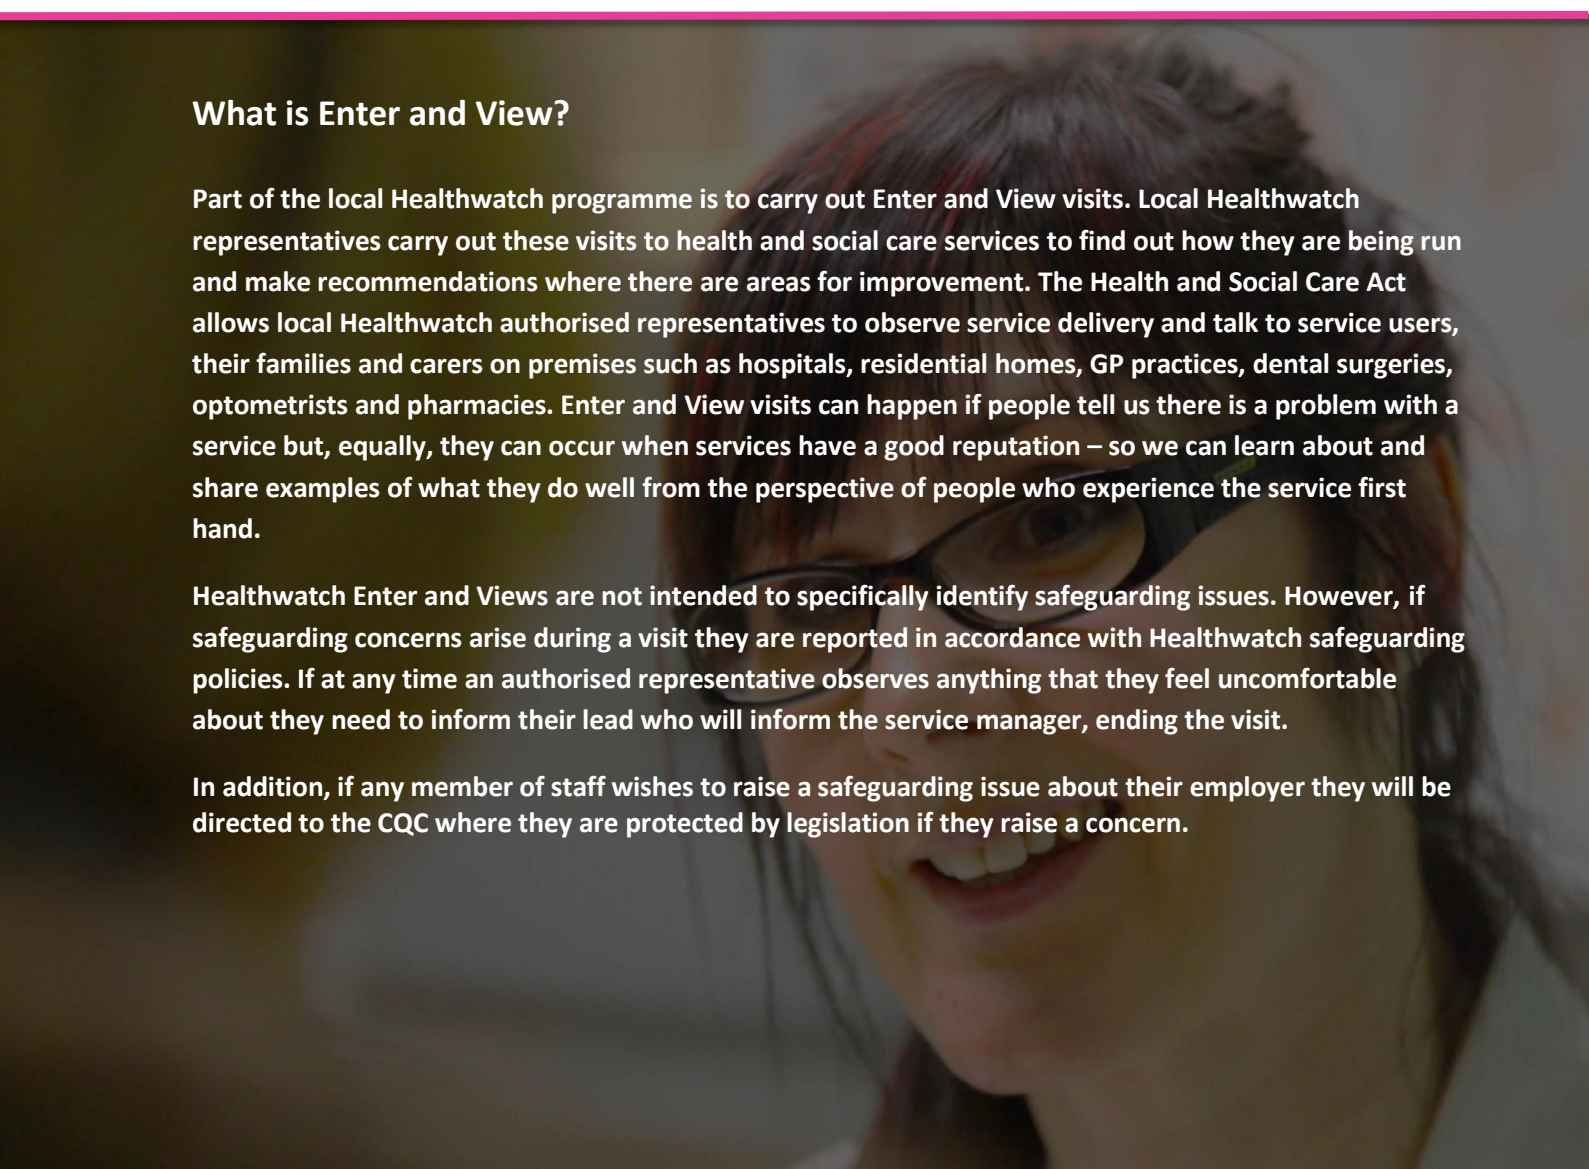 What is Enter and View?
Part of the local Healthwatch programme is to carry out Enter and View visits. Local Healthwatch
representatives carry out these visits to health and social care services to find out how they are being run
and make recommendations where there are areas for improvement. The Health and Social Care Act
allows local Healthwatch authorised representatives to observe service delivery and talk to service users,
their families and carers on premises such as hospitals, residential homes, GP practices, dental surgeries,
optometrists and pharmacies. Enter and View visits can happen if people tell us there is a problem with a
service but, equally, they can occur when services have a good reputation – so we can learn about and
share examples of what they do well from the perspective of people who experience the service first
hand.
Healthwatch Enter and Views are not intended to specifically identify safeguarding issues. However, if
safeguarding concerns arise during a visit they are reported in accordance with Healthwatch safeguarding
policies. If at any time an authorised representative observes anything that they feel uncomfortable
about they need to inform their lead who will inform the service manager, ending the visit.
In addition, if any member of staff wishes to raise a safeguarding issue about their employer they will be
directed to the CQC where they are protected by legislation if they raise a concern.